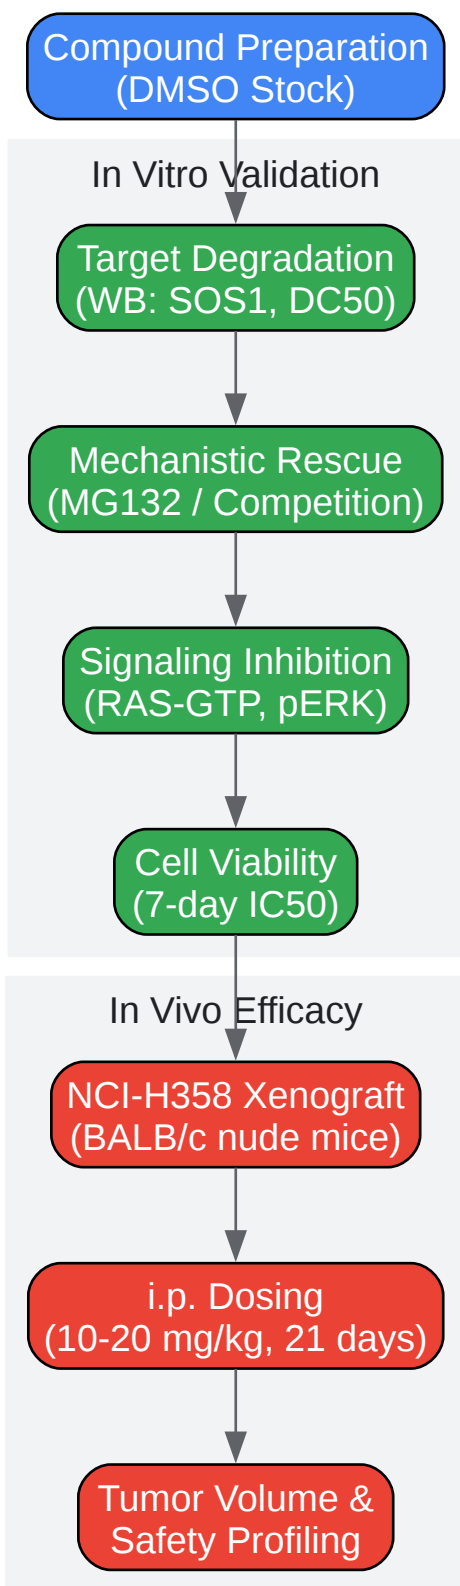 Compound Preparation
(DMSO Stock)
In Vitro Validation
Target Degradation
(WB: SOS1, DC50)
Mechanistic Rescue
(MG132 / Competition)
Signaling Inhibition
(RAS-GTP, pERK)
Cell Viability
(7-day IC50)
In Vivo Efficacy
NCI-H358 Xenograft
(BALB/c nude mice)
i.p. Dosing
(10-20 mg/kg, 21 days)
Tumor Volume &
Safety Profiling